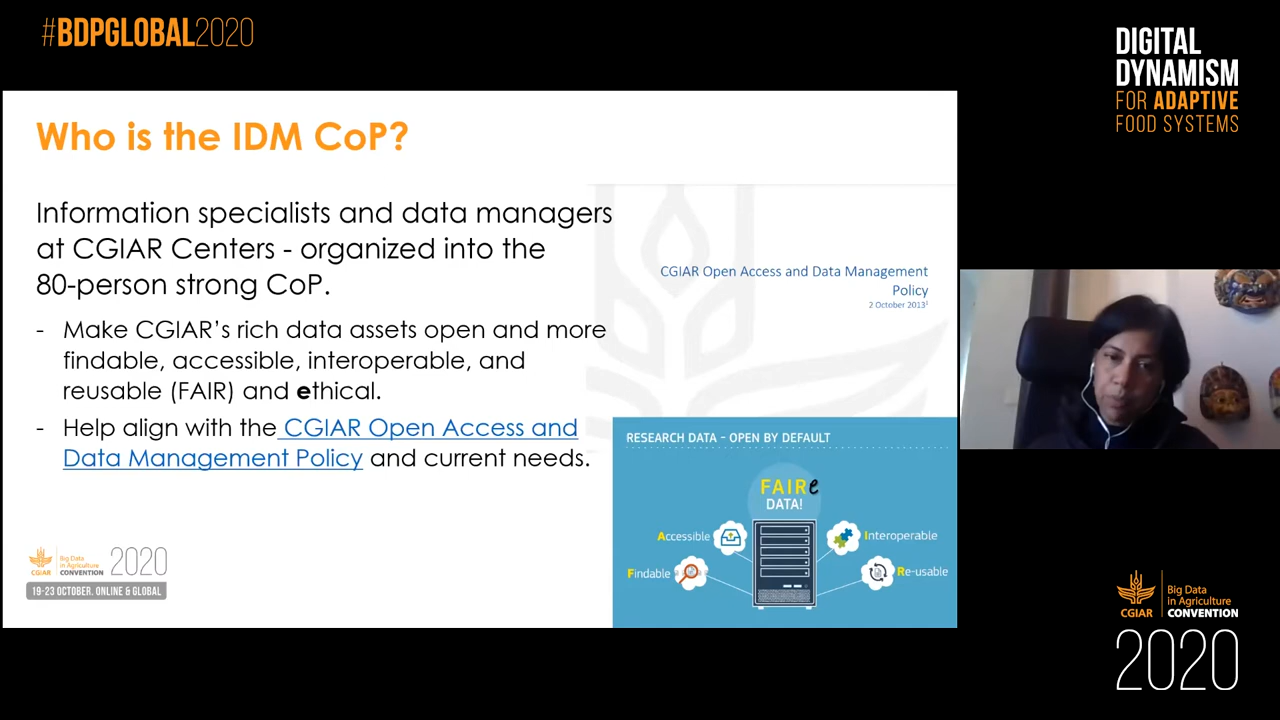 #BDPGLOBAL2020
DIGITAL
DYNAMISM
FOR ADAPTIVE
FOOD SYSTEMS
Who is the IDM CoP?
Information specialists and data managers
at CGIAR Centers - organized into the
80-person strong CoP.
- Make CGIAR’s rich data assets open and more
findable, accessible, interoperable, and
reusable (FAIR) and ethical.
- Help align with the CGIAR Open Access and
Data Management Policy and current needs.
CGIAR Open Access and Data Management
Policy
2 October 2013¹
RESEARCH DATA - OPEN BY DEFAULT
FAIRe
DATA!
Accessible
Interoperable
Findable
Re-usable
CGIAR
Big Data
in Agriculture
CONVENTION
2020
19-23 OCTOBER. ONLINE & GLOBAL
CGIAR
Big Data
in Agriculture
CONVENTION
2020